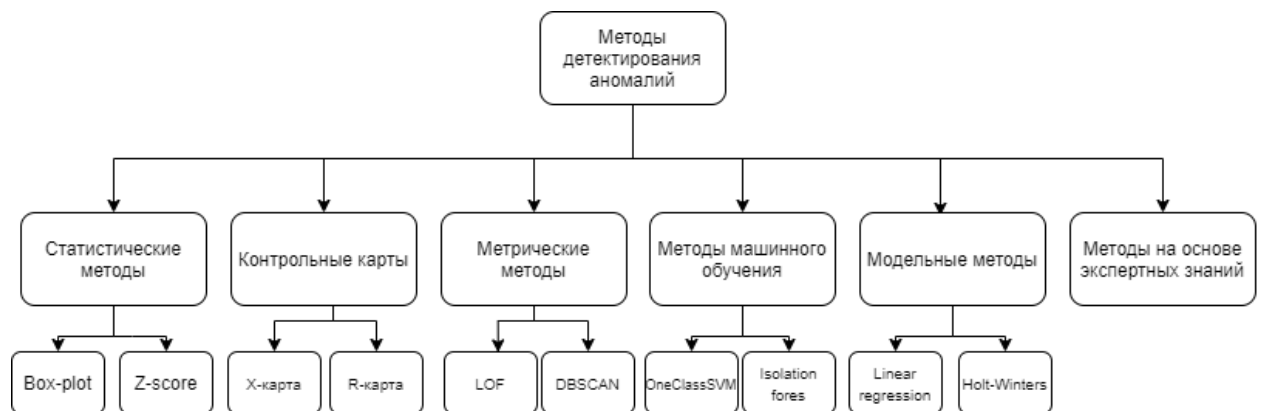 Методы
детектирования
аномалий
Статистические
методы
Контрольные карты
Метрические
методы
Методы машинного
обучения
Модельные методы
Методы на основе
экспертных знаний
Box-plot
Z-score
X-карта
R-карта
LOF
DBSCAN
OneClassSVM
Isolation
fores
Linear
regression
Holt-Winters